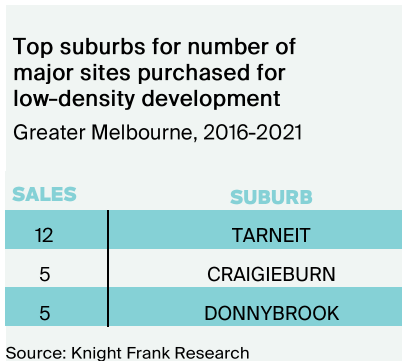 Top suburbs for number of
major sites purchased for
low-density development
Greater Melbourne, 2016-2021
SALES SUBURB
12 TARNEIT
5 CRAIGIEBURN
5 DONNYBROOK
Source: Knight Frank Research